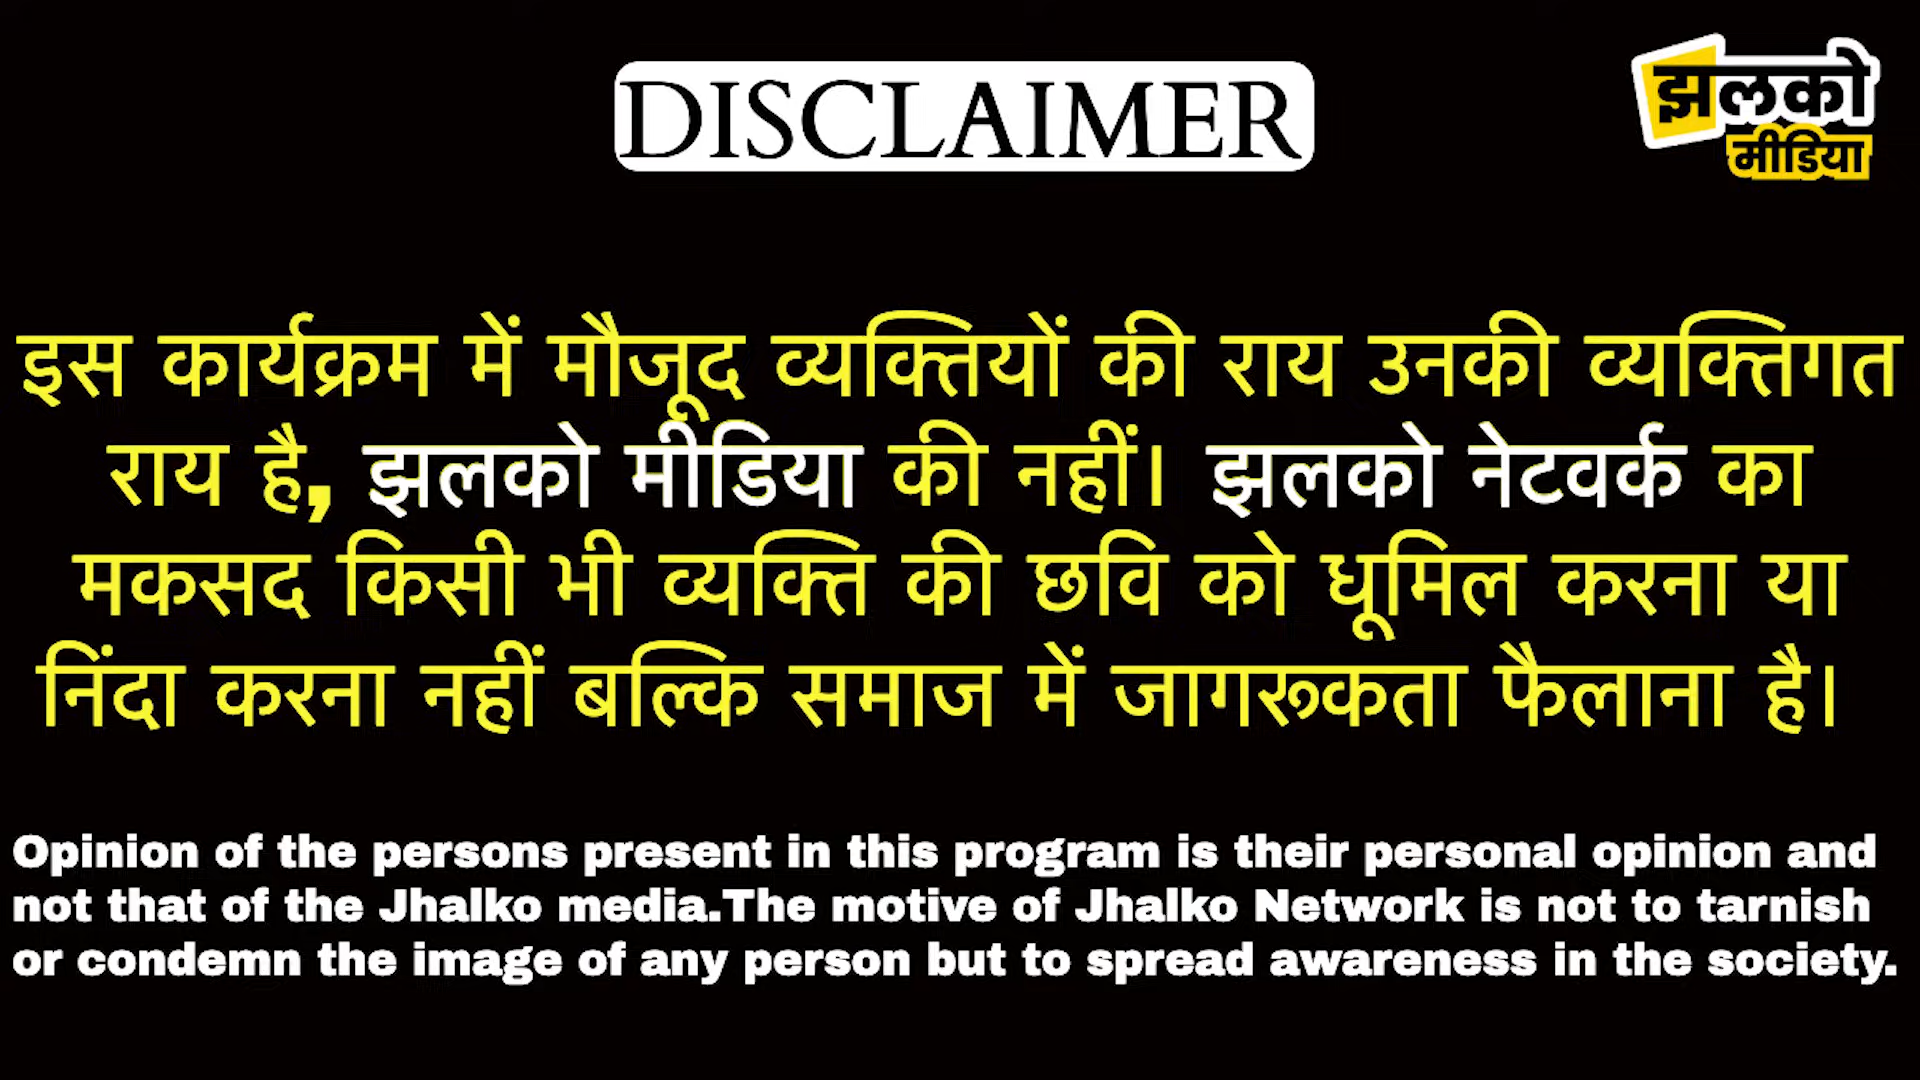 DISCLAIMER
झलको
मीडिया
इस कार्यक्रम में मौजूद व्यक्तियों की राय उनकी व्यक्तिगत
राय है, झलको मीडिया की नहीं। झलको नेटवर्क का
मकसद किसी भी व्यक्ति की छवि को धूमिल करना या
निंदा करना नहीं बल्कि समाज में जागरूकता फैलाना है।
Opinion of the persons present in this program is their personal opinion and
not that of the Jhalko media.The motive of Jhalko Network is not to tarnish
or condemn the image of any person but to spread awareness in the society.